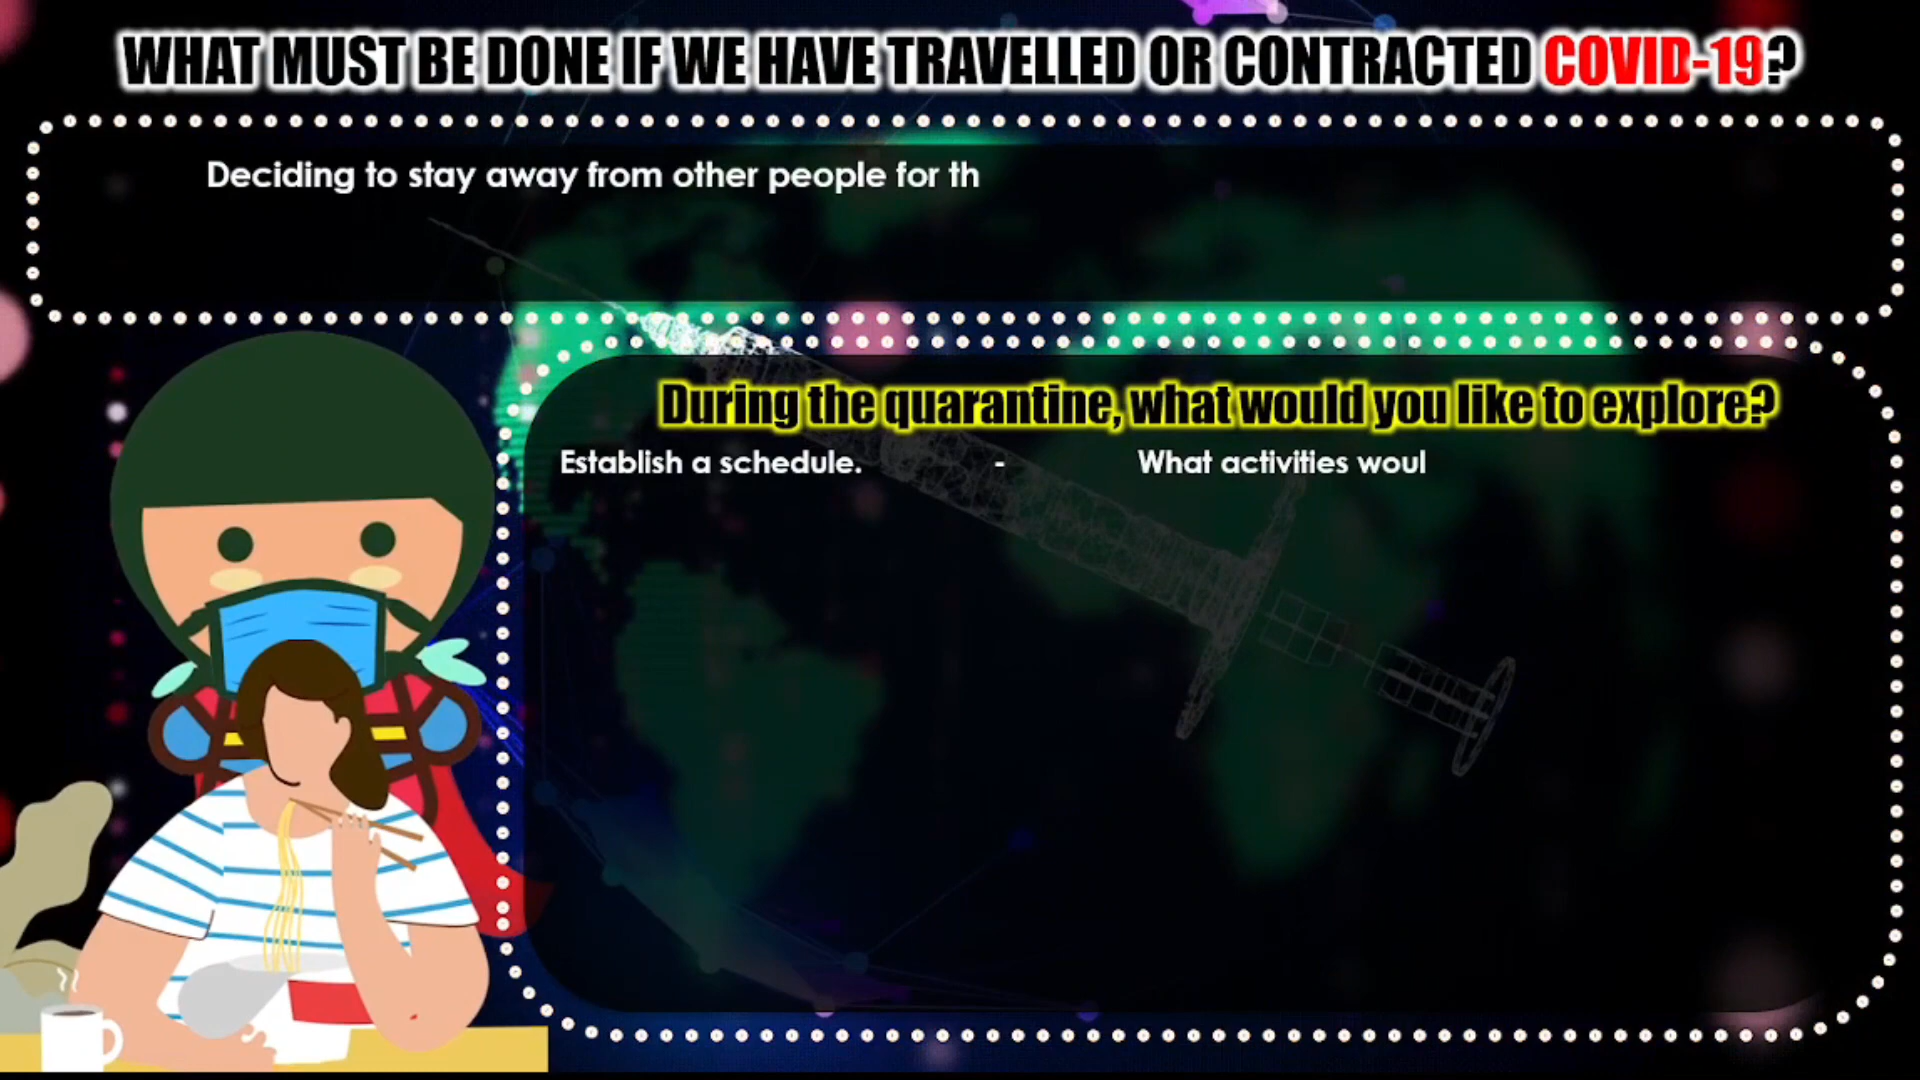 WHAT MUST BE DONE IF WE HAVE TRAVELLED OR CONTRACTED COVID-19?
Deciding to stay away from other people for th
During the quarantine, what would you like to explore?
Establish a schedule. - What activities woul